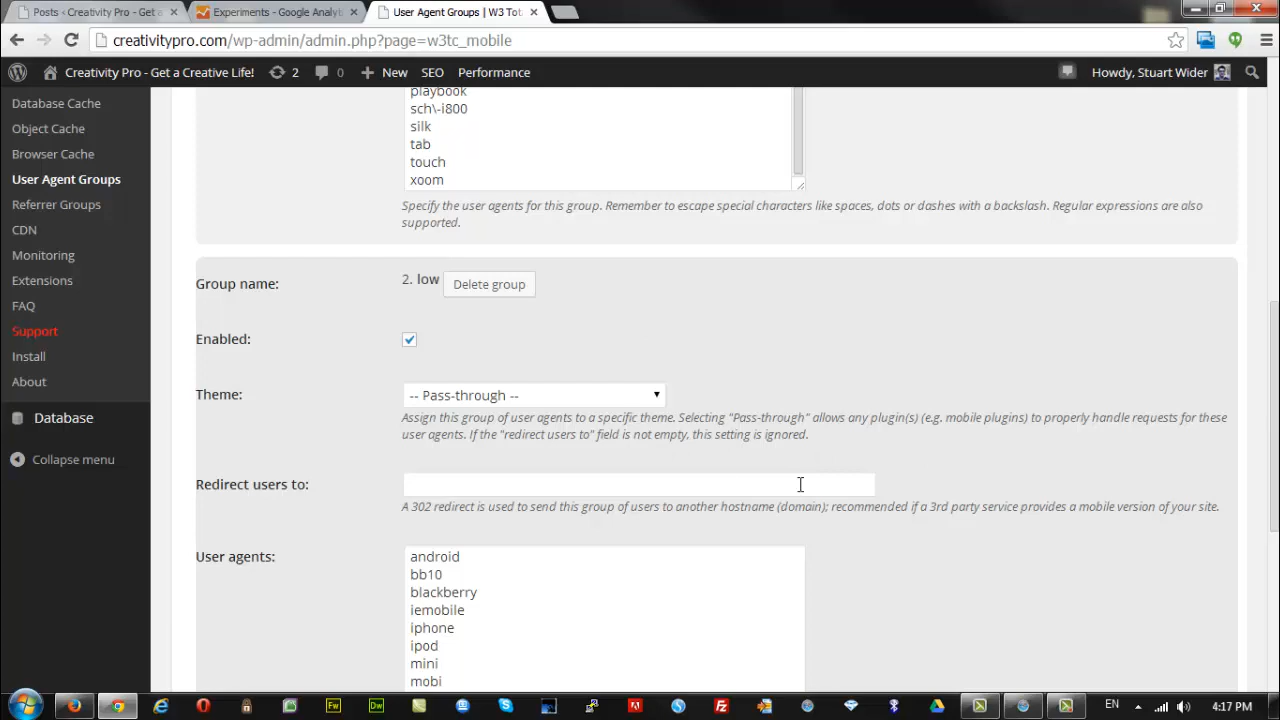 Posts ‹ Creativity Pro - Get a
Experiments - Google Analyt
User Agent Groups | W3 Tot
creativitypro.com/wp-admin/admin.php?page=w3tc_mobile
Creativity Pro - Get a Creative Life!
2
0
New
SEO
Performance
Howdy, Stuart Wider
Database Cache
Object Cache
Browser Cache
User Agent Groups
Referrer Groups
CDN
Monitoring
Extensions
FAQ
Support
Install
About
Database
Collapse menu
playbook
sch\-i800
silk
tab
touch
xoom
Specify the user agents for this group. Remember to escape special characters like spaces, dots or dashes with a backslash. Regular expressions are also
supported.
Group name:
2. low
Delete group
Enabled:
Theme:
-- Pass-through --
Assign this group of user agents to a specific theme. Selecting "Pass-through" allows any plugin(s) (e.g. mobile plugins) to properly handle requests for these
user agents. If the "redirect users to" field is not empty, this setting is ignored.
Redirect users to:
A 302 redirect is used to send this group of users to another hostname (domain); recommended if a 3rd party service provides a mobile version of your site.
User agents:
android
bb10
blackberry
iemobile
iphone
ipod
mini
mobi
Fw
Dw
EN
4:17 PM